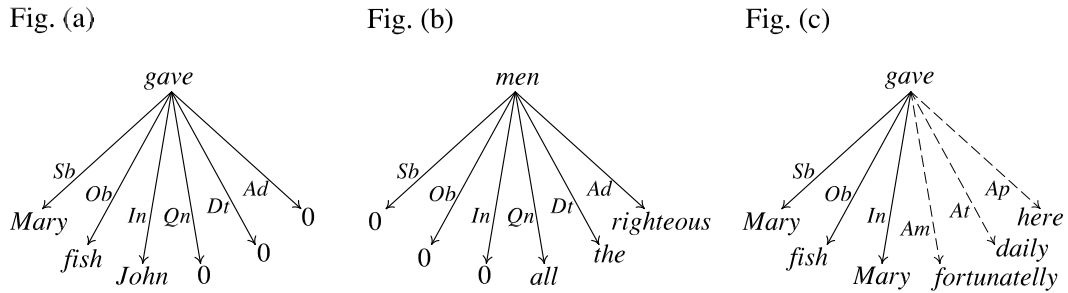 Fig. (a) Fig. (b) Fig. (c)
gave men gave
Sb Ob In Qn Dt Ad Sb Ob In Qn Dt Ad Sb Ob In Am At Ap
Mary 0 0 righteous Mary here
fish 0 0 the fish daily
John 0 0 all Mary fortunatelly